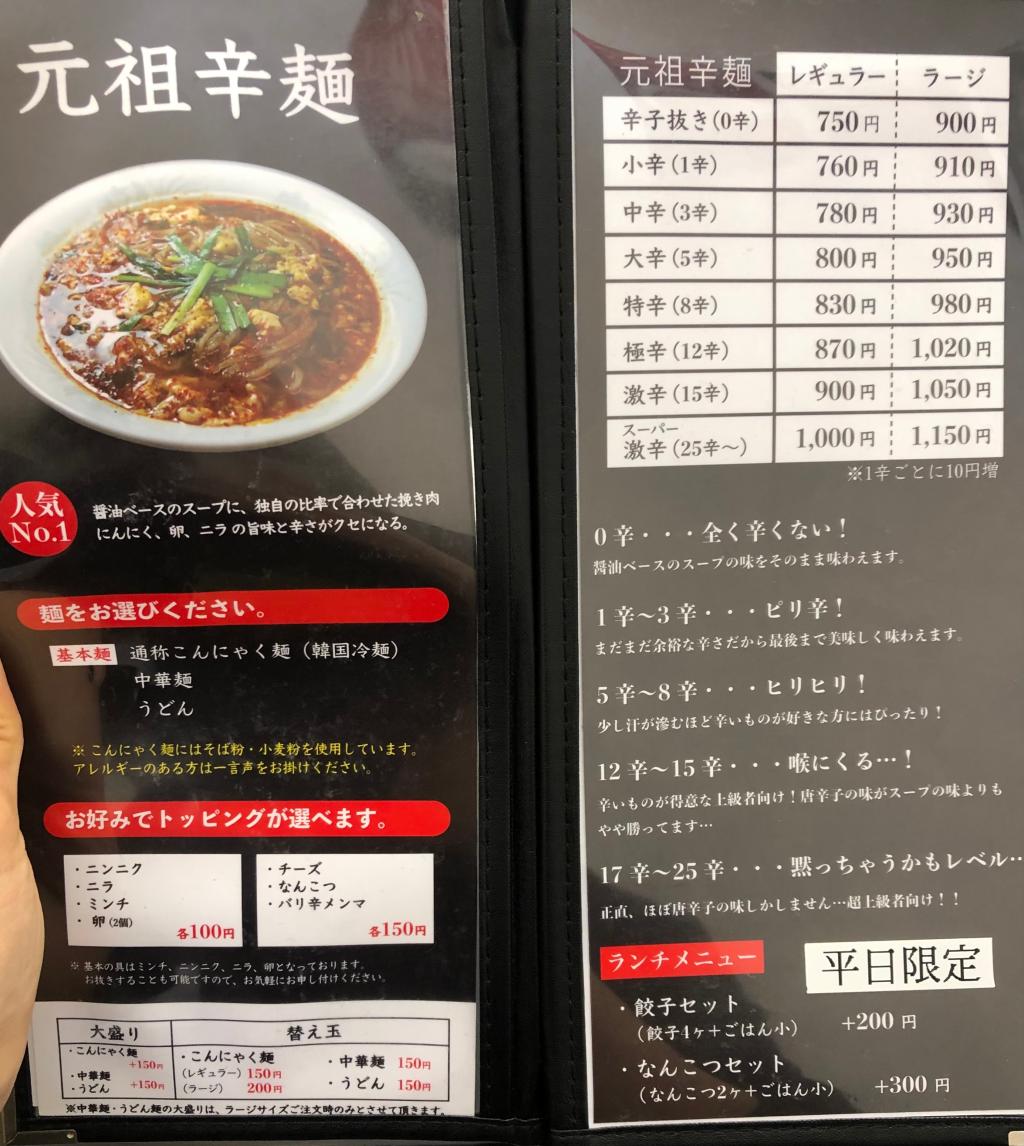 元祖辛麺
人気
No.1
醤油ベースのスープに、独自の比率で合わせた挽き肉
にんにく、卵、ニラの旨味と辛さがクセになる。
麺をお選びください。
基本麺 通称こんにゃく麺（韓国冷麺）
中華麺
うどん
※ こんにゃく麺にはそば粉・小麦粉を使用しています。
アレルギーのある方は一言声をお掛けください。
お好みでトッピングが選べます。
・ニンニク
・ニラ
・ミンチ
・卵（2個）
各100円
・チーズ
・なんこつ
・バリ辛メンマ
各150円
※ 基本の具はミンチ、ニンニク、ニラ、卵となっております。
お抜きすることも可能ですので、お気軽にお申し付けください。
大盛り
・こんにゃく麺
+150円
・中華麺
・うどん +150円
替え玉
・こんにゃく麺
（レギュラー）150円
（ラージ） 200円
・中華麺 150円
・うどん 150円
※中華麺・うどん麺の大盛りは、ラージサイズご注文時のみとさせて頂きます。
元祖辛麺 レギュラー ラージ
辛子抜き(0辛) 750円 900円
小辛(1辛) 760円 910円
中辛(3辛) 780円 930円
大辛(5辛) 800円 950円
特辛(8辛) 830円 980円
極辛(12辛) 870円 1,020円
激辛(15辛) 900円 1,050円
スーパー
激辛(25辛〜) 1,000円 1,150円
※1辛ごとに10円増
0辛・・・全く辛くない！
醤油ベースのスープの味をそのまま味わえます。
1辛〜3辛・・・ピリ辛！
まだまだ余裕な辛さだから最後まで美味しく味わえます。
5辛〜8辛・・・ヒリヒリ！
少し汗が滲むほど辛いものが好きな方にはぴったり！
12辛〜15辛・・・喉にくる…！
辛いものが得意な上級者向け！唐辛子の味がスープの味よりも
やや勝ってます…
17辛〜25辛・・・黙っちゃうかもレベル…
正直、ほぼ唐辛子の味しかしません…超上級者向け！！
ランチメニュー 平日限定
・餃子セット
（餃子4ヶ＋ごはん小） +200円
・なんこつセット
（なんこつ2ヶ＋ごはん小） +300円